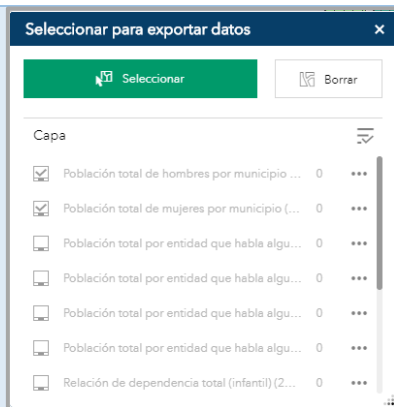 Seleccionar para exportar datos
Seleccionar
Borrar
Capa
Población total de hombres por municipio ... 0
Población total de mujeres por municipio (... 0
Población total por entidad que habla algu... 0
Población total por entidad que habla algu... 0
Población total por entidad que habla algu... 0
Población total por entidad que habla algu... 0
Relación de dependencia total (infantil) (2... 0